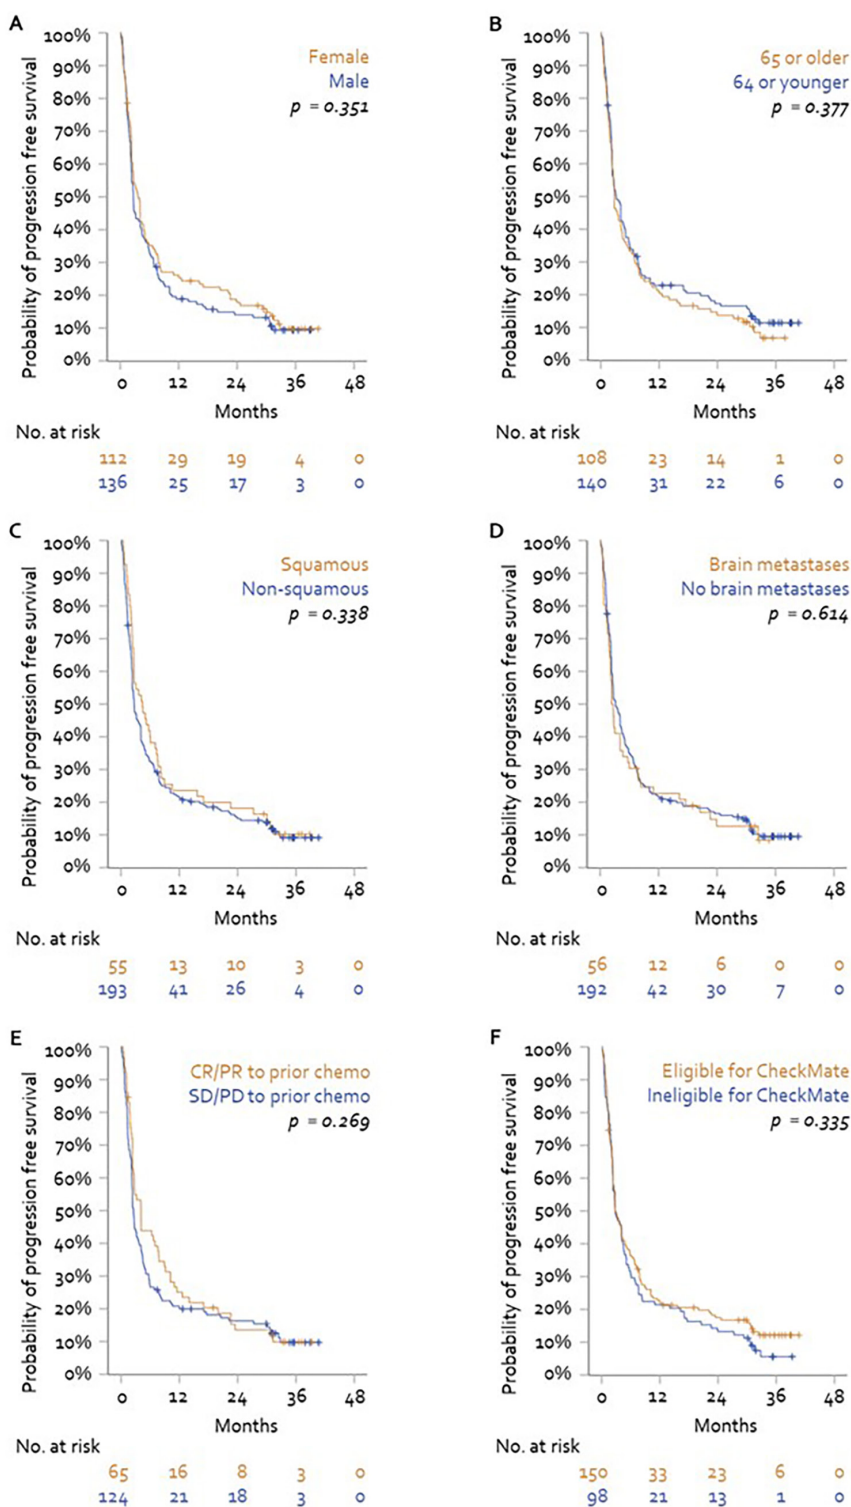 A
Probability of progression free survival
100%
90%
80%
70%
60%
50%
40%
30%
20%
10%
0%
Female
Male
p = 0.351
0 12 24 36 48
Months
No. at risk
112 29 19 4 0
136 25 17 3 0
B
Probability of progression free survival
100%
90%
80%
70%
60%
50%
40%
30%
20%
10%
0%
65 or older
64 or younger
p = 0.377
0 12 24 36 48
Months
No. at risk
108 23 14 1 0
140 31 22 6 0
C
Probability of progression free survival
100%
90%
80%
70%
60%
50%
40%
30%
20%
10%
0%
Squamous
Non-squamous
p = 0.338
0 12 24 36 48
Months
No. at risk
55 13 10 3 0
193 41 26 4 0
D
Probability of progression free survival
100%
90%
80%
70%
60%
50%
40%
30%
20%
10%
0%
Brain metastases
No brain metastases
p = 0.614
0 12 24 36 48
Months
No. at risk
56 12 6 0 0
192 42 30 7 0
E
Probability of progression free survival
100%
90%
80%
70%
60%
50%
40%
30%
20%
10%
0%
CR/PR to prior chemo
SD/PD to prior chemo
p = 0.269
0 12 24 36 48
Months
No. at risk
65 16 8 3 0
124 21 18 3 0
F
Probability of progression free survival
100%
90%
80%
70%
60%
50%
40%
30%
20%
10%
0%
Eligible for CheckMate
Ineligible for CheckMate
p = 0.335
0 12 24 36 48
Months
No. at risk
150 33 23 6 0
98 21 13 1 0